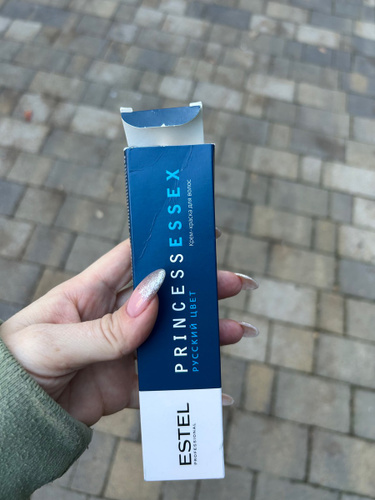 PRINCESSESSEX
РУССКИЙ ЦВЕТ
Крем-краска для волос
ESTEL
PROFESSIONAL